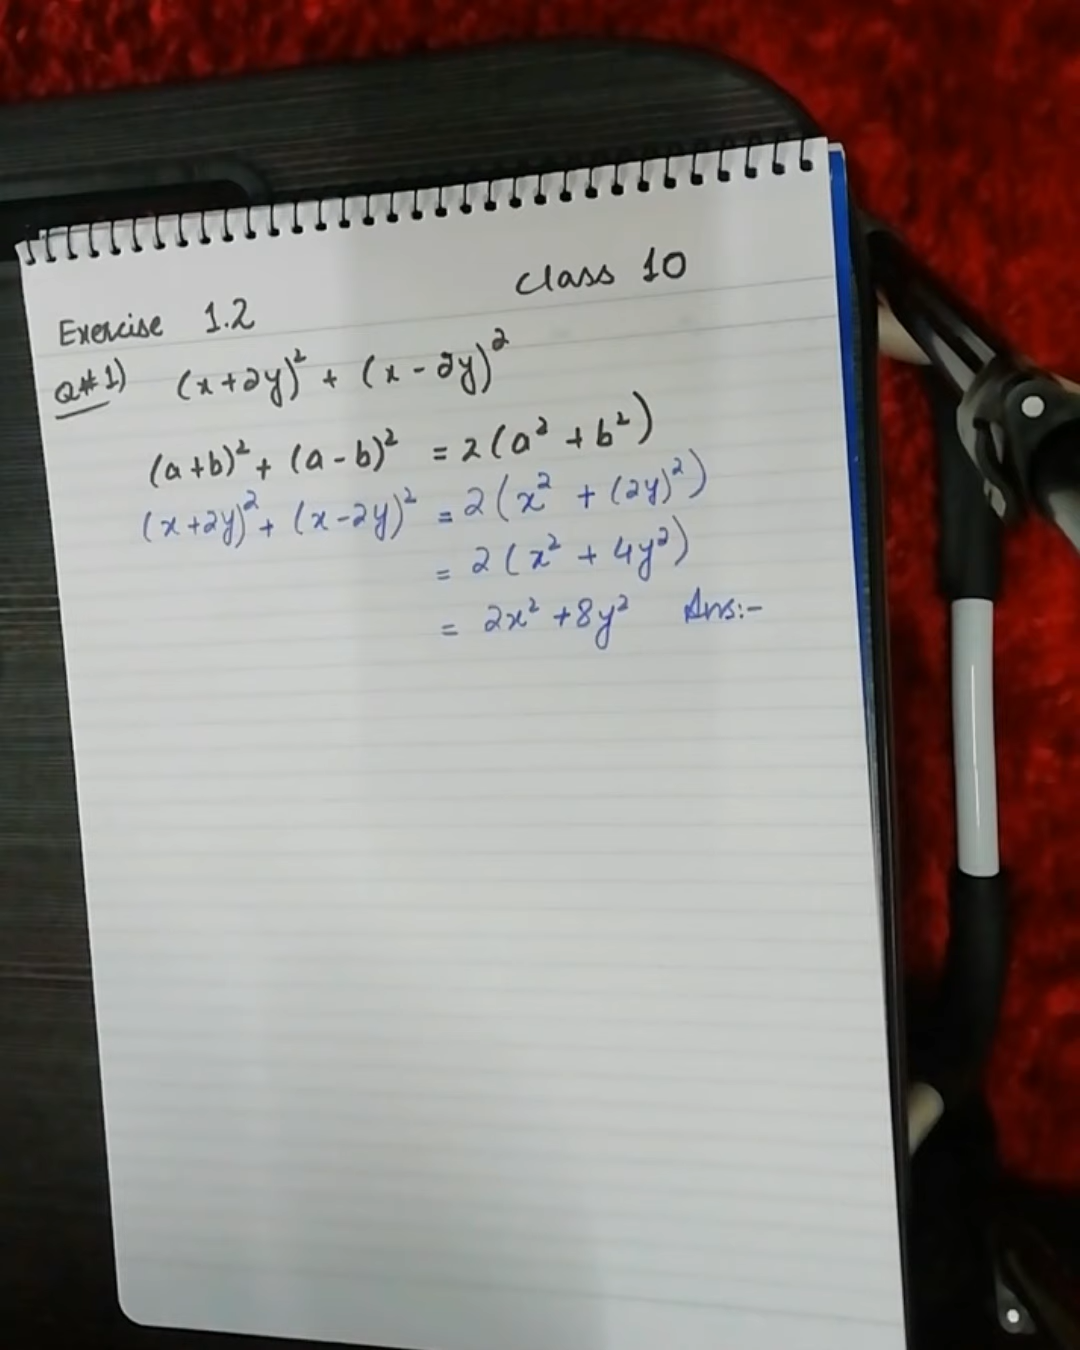 Class 10
Exercise 1.2
Q#1) (x+2y)² + (x-2y)²
(a+b)² + (a-b)² = 2(a² + b²)
(x+2y)² + (x-2y)² = 2(x² + (2y)²)
= 2(x² + 4y²)
= 2x² + 8y² Ans:-